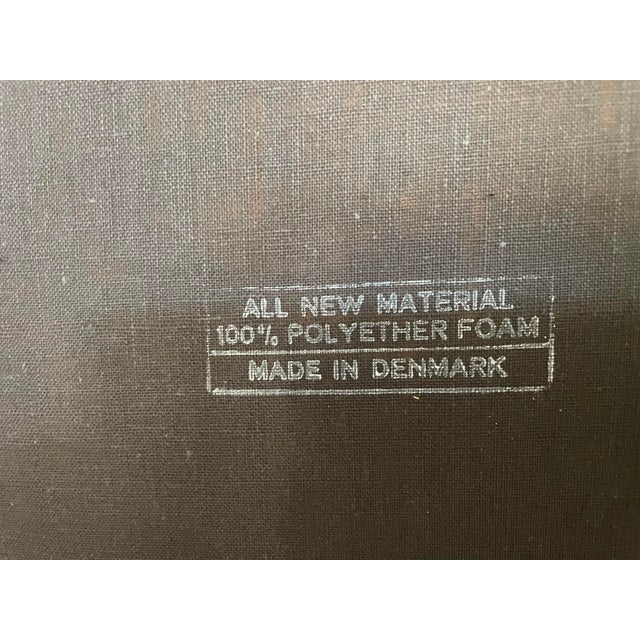 ALL NEW MATERIAL
100% POLYETHER FOAM
MADE IN DENMARK